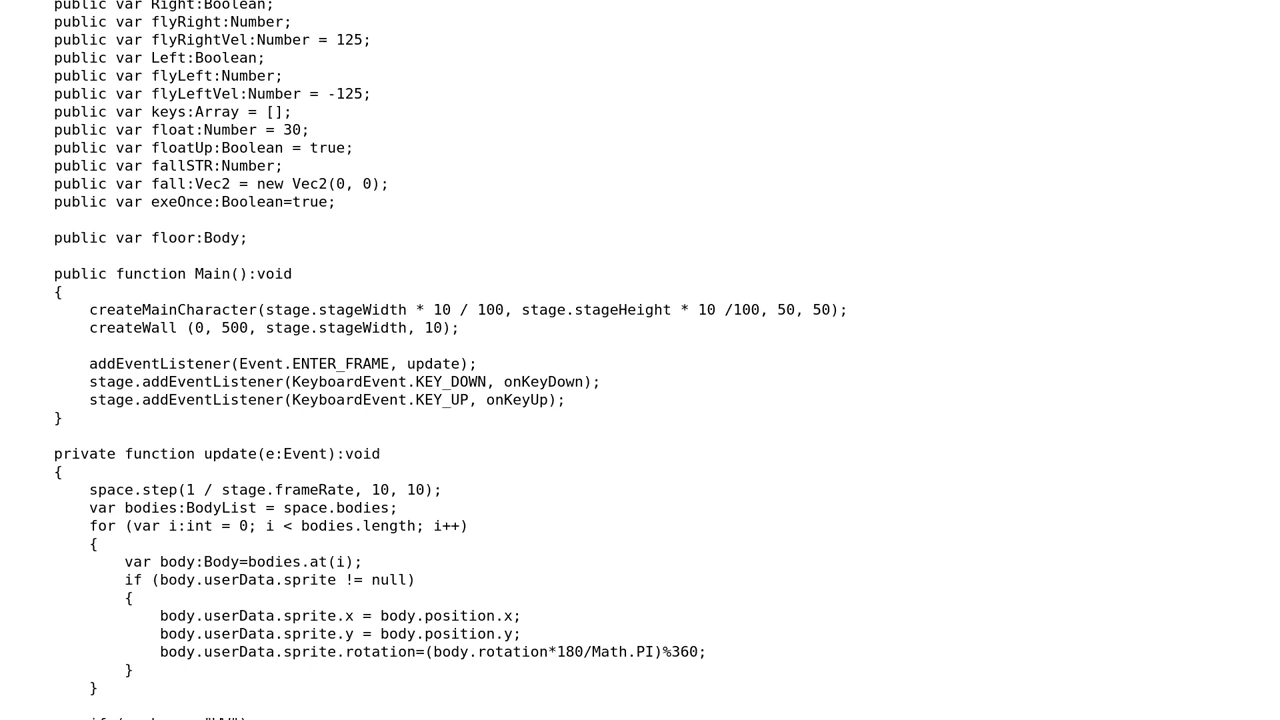 public var Right:Boolean;
public var flyRight:Number;
public var flyRightVel:Number = 125;
public var Left:Boolean;
public var flyLeft:Number;
public var flyLeftVel:Number = -125;
public var keys:Array = [];
public var float:Number = 30;
public var floatUp:Boolean = true;
public var fallSTR:Number;
public var fall:Vec2 = new Vec2(0, 0);
public var exeOnce:Boolean=true;
public var floor:Body;
public function Main():void
{
createMainCharacter(stage.stageWidth * 10 / 100, stage.stageHeight * 10 /100, 50, 50);
createWall (0, 500, stage.stageWidth, 10);
addEventListener(Event.ENTER_FRAME, update);
stage.addEventListener(KeyboardEvent.KEY_DOWN, onKeyDown);
stage.addEventListener(KeyboardEvent.KEY_UP, onKeyUp);
}
private function update(e:Event):void
{
space.step(1 / stage.frameRate, 10, 10);
var bodies:BodyList = space.bodies;
for (var i:int = 0; i < bodies.length; i++)
{
var body:Body=bodies.at(i);
if (body.userData.sprite != null)
{
body.userData.sprite.x = body.position.x;
body.userData.sprite.y = body.position.y;
body.userData.sprite.rotation=(body.rotation*180/Math.PI)%360;
}
}